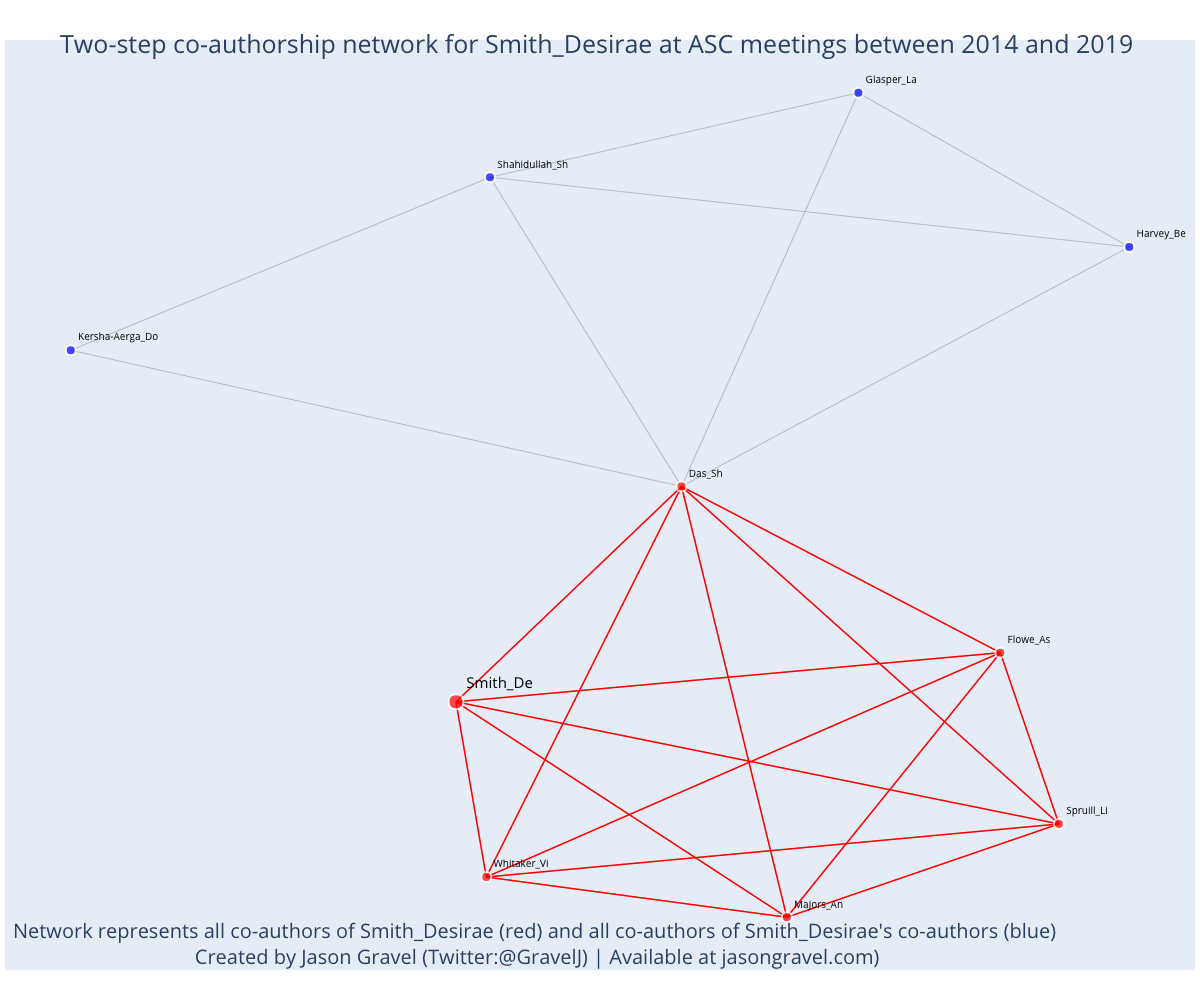 Two-step co-authorship network for Smith_Desirae at ASC meetings between 2014 and 2019
Glasper_La
Shahidullah_Sh
Harvey_Be
Kersha-Aerga_Do
Das_Sh
Flowe_As
Smith_De
Spruill_Li
Whitaker_Vi
Majors_An
Network represents all co-authors of Smith_Desirae (red) and all co-authors of Smith_Desirae's co-authors (blue)
Created by Jason Gravel (Twitter:@GravelJ) | Available at jasongravel.com)